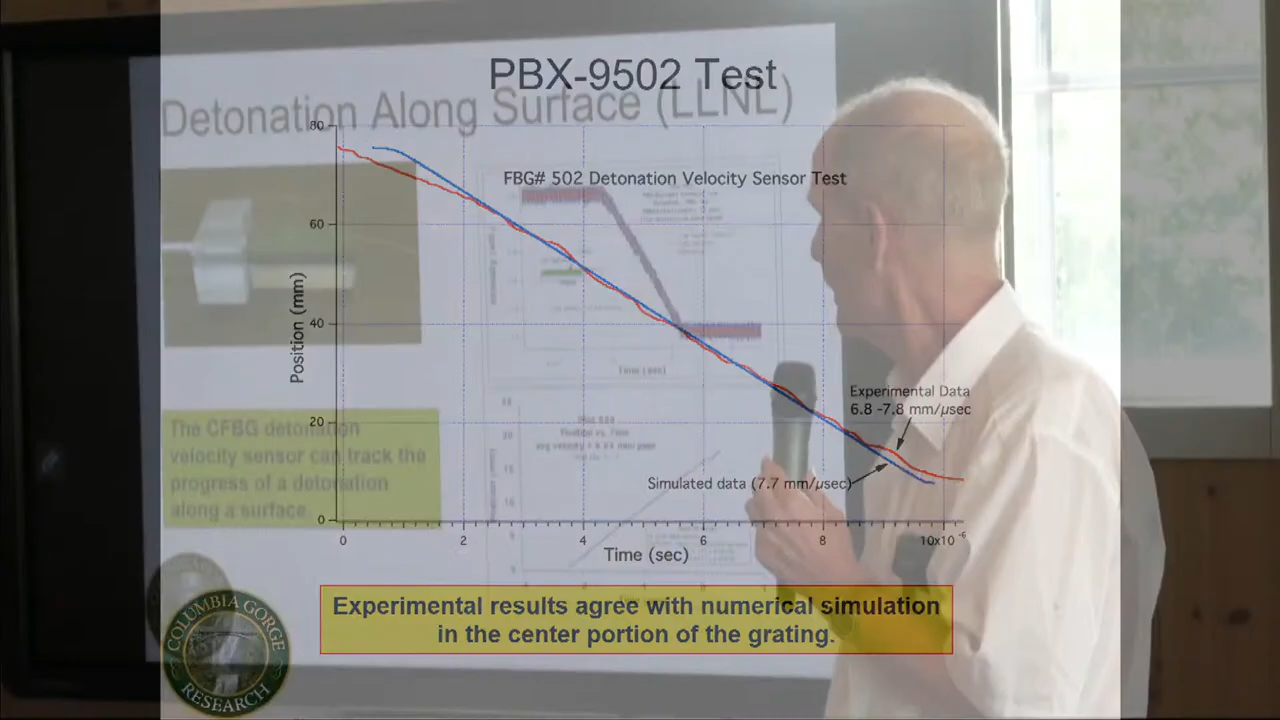 PBX-9502 Test
Detonation Along Surface (LLNL)
FBG# 502 Detonation Velocity Sensor Test
80
60
40
20
0
Position (mm)
0 2 4 6 8 10x10⁻⁶
Time (sec)
Experimental Data
6.8 -7.8 mm/µsec
Simulated data (7.7 mm/µsec)
Time (sec)
The CFBG detonation
velocity sensor can track the
progress of a detonation
along a surface.
Experimental results agree with numerical simulation
in the center portion of the grating.
COLUMBIA GORGE
RESEARCH